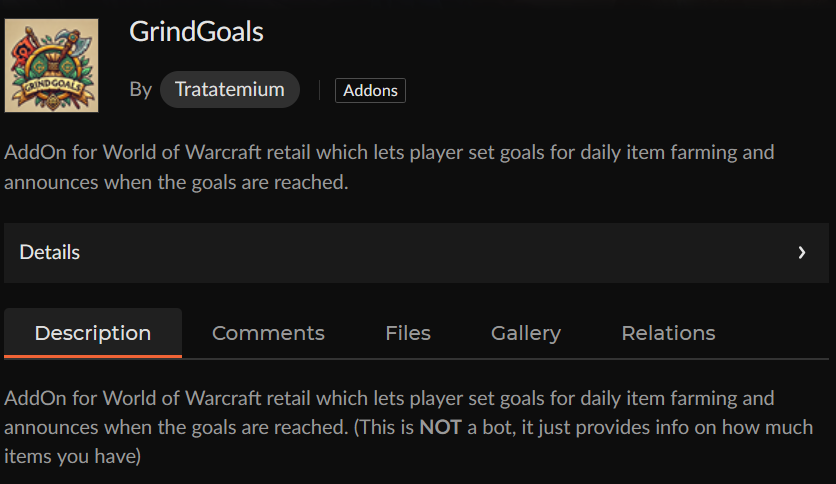 GrindGoals
GRINDGOALS
By Tratatemium Addons
AddOn for World of Warcraft retail which lets player set goals for daily item farming and
announces when the goals are reached.
Details
Description Comments Files Gallery Relations
AddOn for World of Warcraft retail which lets player set goals for daily item farming and
announces when the goals are reached. (This is NOT a bot, it just provides info on how much
items you have)